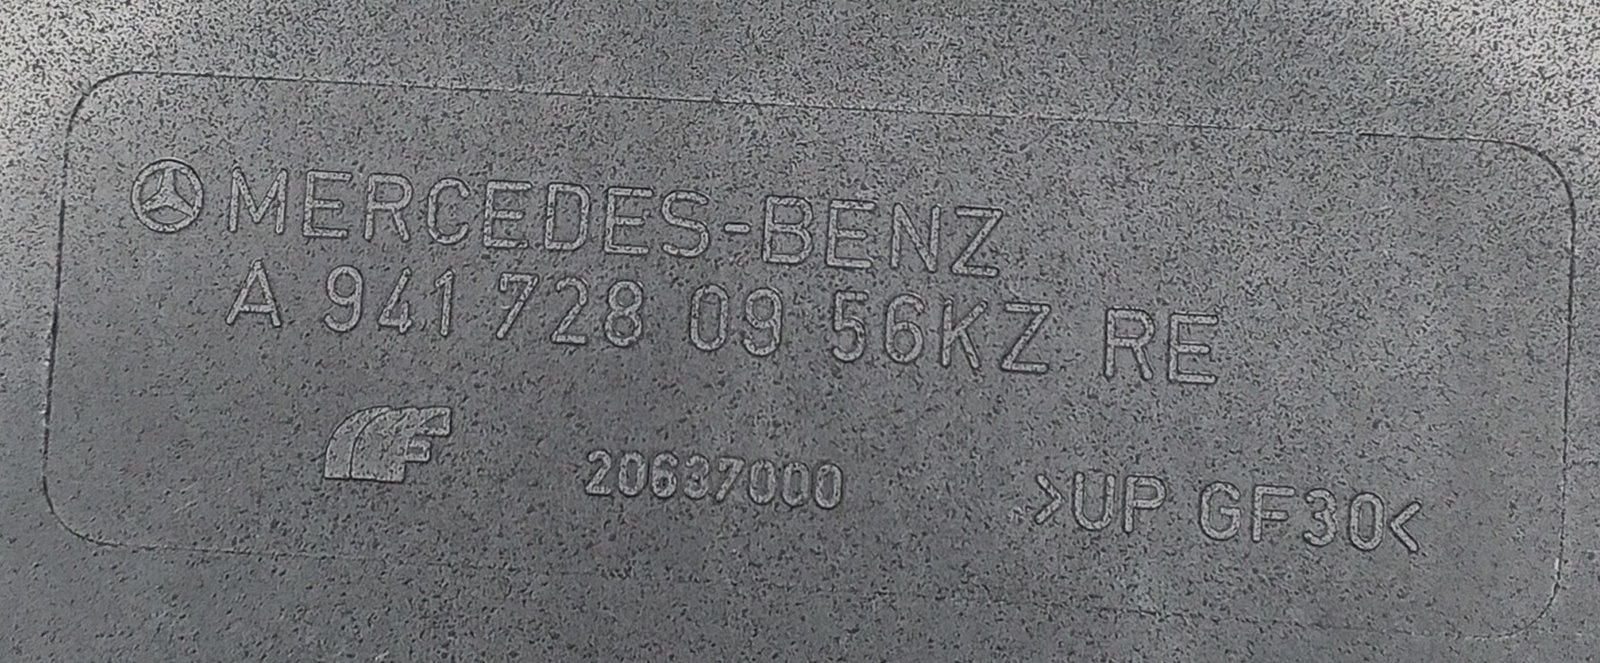 MERCEDES-BENZ
A 941 728 09 56KZ RE
F 20637000 >UP GF30<